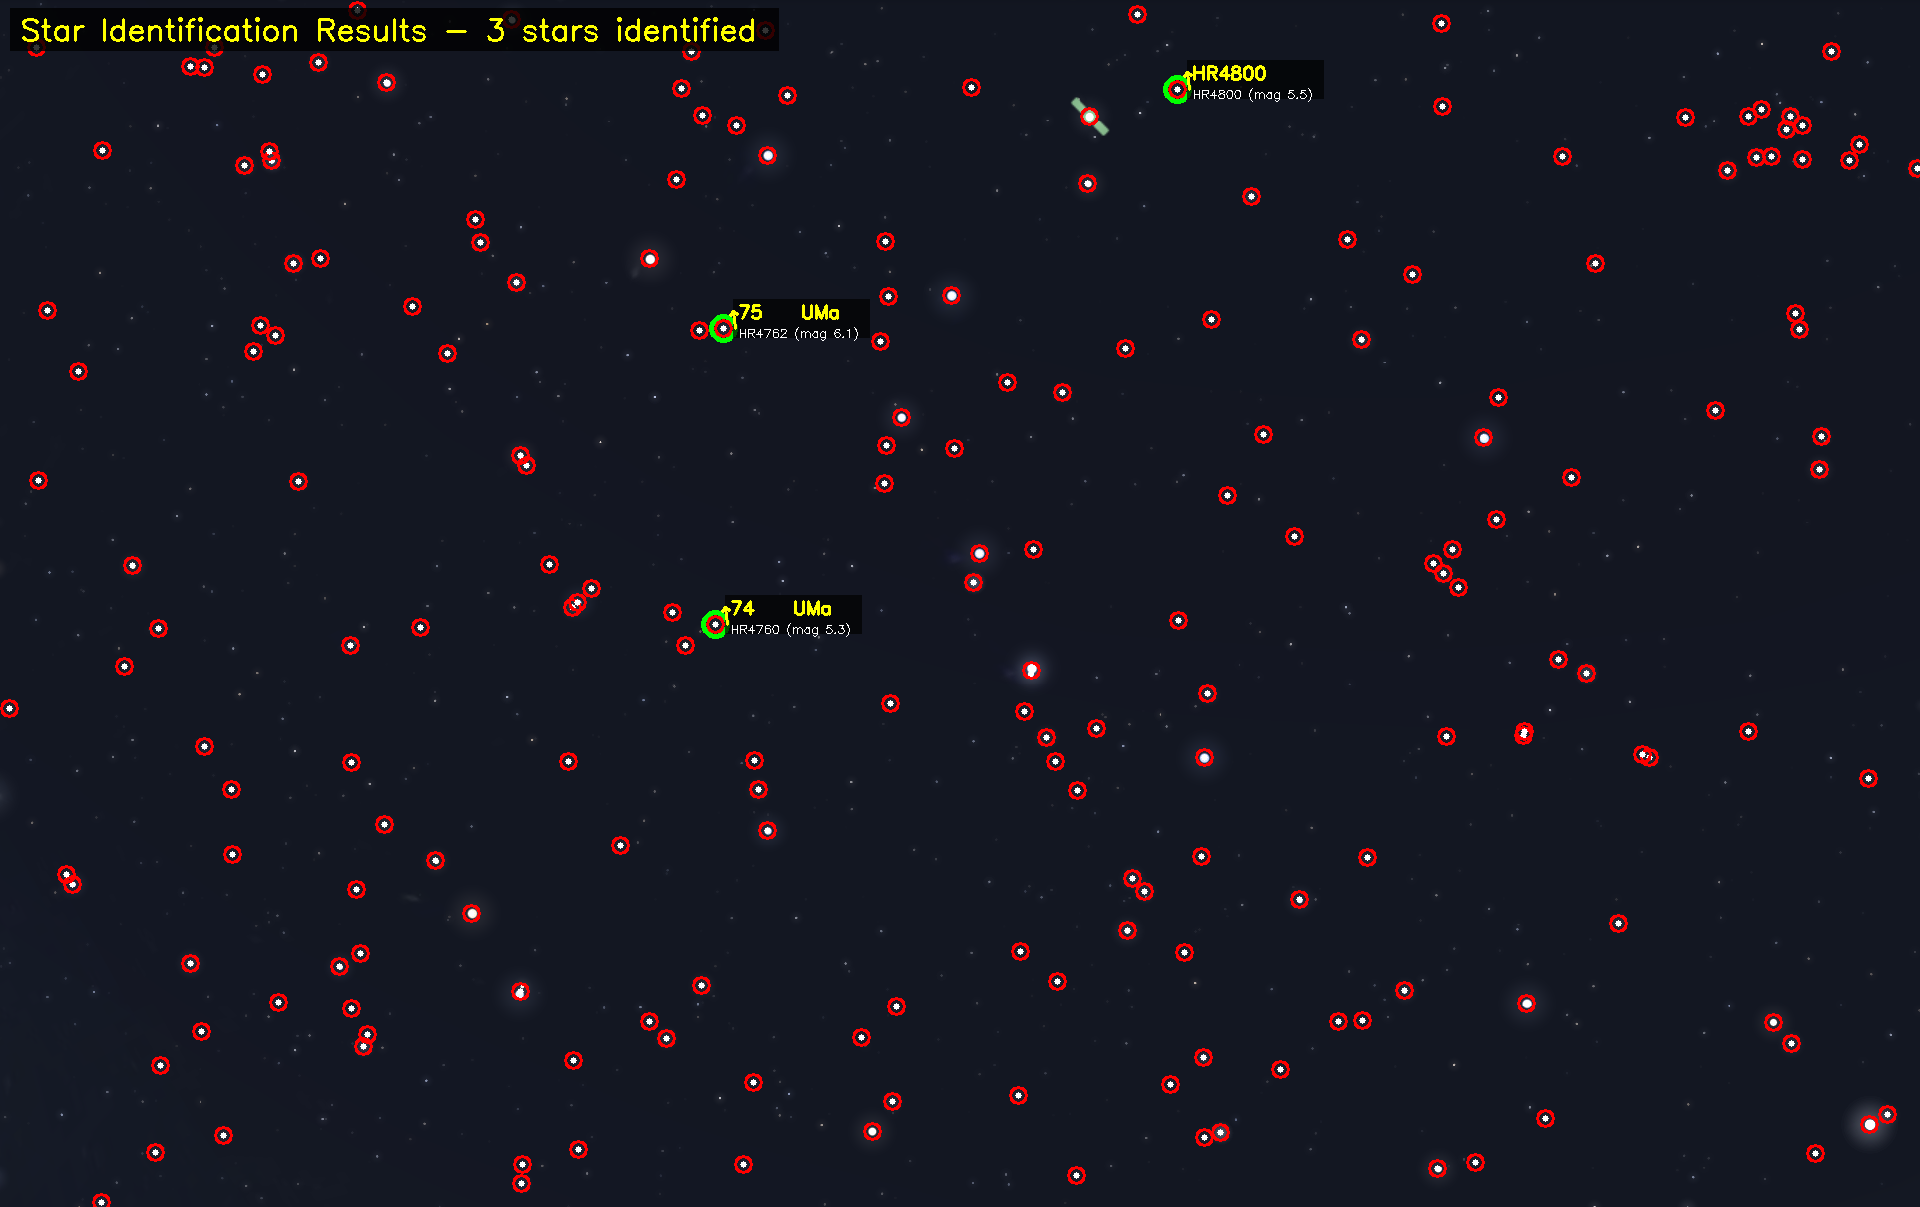 Star Identification Results - 3 stars identified
HR4800
HR4800 (mag 5.5)
75 UMa
HR4762 (mag 6.1)
74 UMa
HR4760 (mag 5.3)